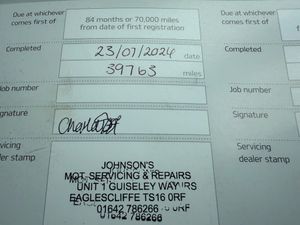 Due at whichever
comes first of
84 months or 70,000 miles
from date of first registration
Due at whichever
comes first of
Completed
23/07/2024 date
39763 miles
Completed
Job number
Job number
Signature
Signature
Servicing
dealer stamp
JOHNSON'S
MOT SERVICING & REPAIRS
UNIT 1 GUISELEY WAY
EAGLESCLIFFE TS16 0RF
01642 786266
01642 786266